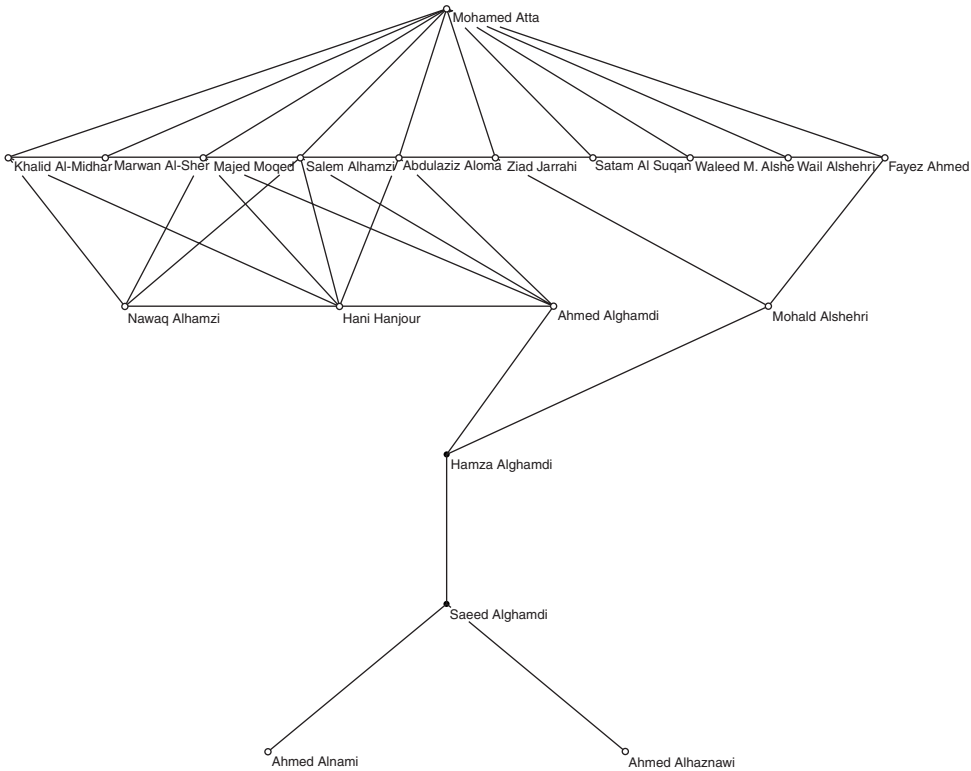 Mohamed Atta
Khalid Al-Midhar
Marwan Al-Sher
Majed Moqed
Salem Alhamzi
Abdulaziz Aloma
Ziad Jarrahi
Satam Al Suqan
Waleed M. Alshe
Wail Alshehri
Fayez Ahmed
Nawaq Alhamzi
Hani Hanjour
Ahmed Alghamdi
Mohald Alshehri
Hamza Alghamdi
Saeed Alghamdi
Ahmed Alnami
Ahmed Alhaznawi